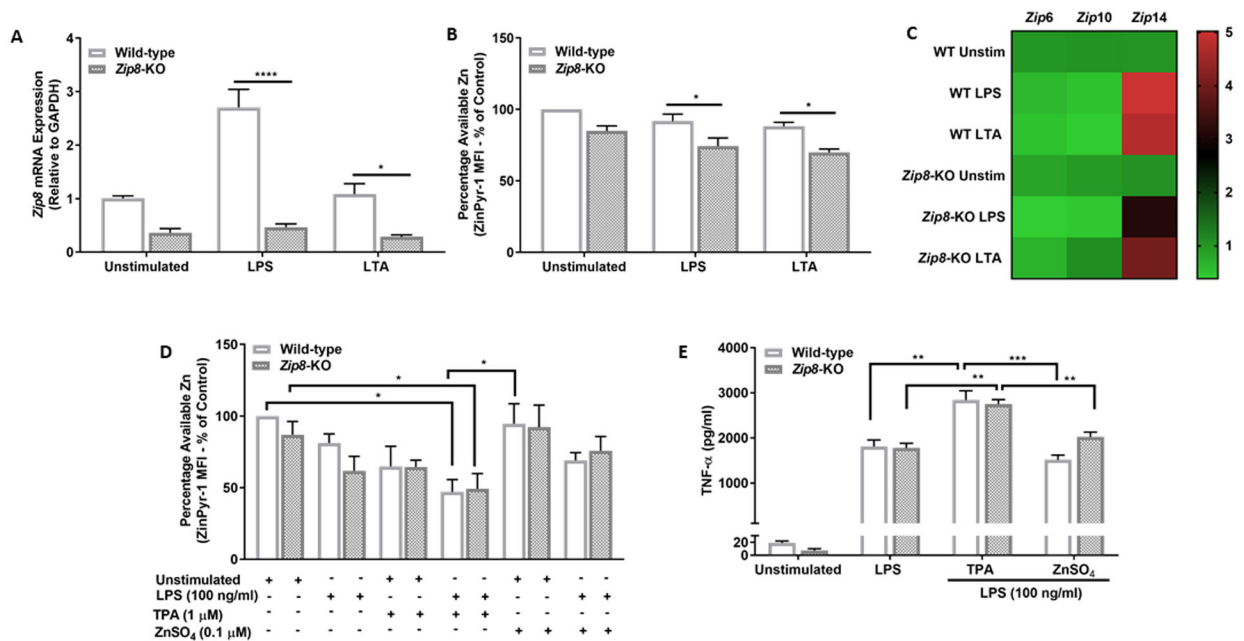 A
Zip8 mRNA Expression
(Relative to GAPDH)
4
3
2
1
0
Wild-type
Zip8-KO
****
*
Unstimulated LPS LTA
B
Percentage Available Zn
(ZinPyr-1 MFI - % of Control)
150
100
50
0
Wild-type
Zip8-KO
*
*
Unstimulated LPS LTA
C
Zip6 Zip10 Zip14
WT Unstim
WT LPS
WT LTA
Zip8-KO Unstim
Zip8-KO LPS
Zip8-KO LTA
5
4
3
2
1
D
Percentage Available Zn
(ZinPyr-1 MFI - % of Control)
150
100
50
0
Wild-type
Zip8-KO
*
*
*
Unstimulated + + - - + + - - + + - -
LPS (100 ng/ml) - - + + - - + + - - + +
TPA (1 μM) - - - - + + + + - - - -
ZnSO4 (0.1 μM) - - - - - - - - + + + +
E
TNF-α (pg/ml)
4000
3000
2000
1000
20
0
Wild-type
Zip8-KO
** ***
** **
Unstimulated LPS TPA ZnSO4
LPS (100 ng/ml)